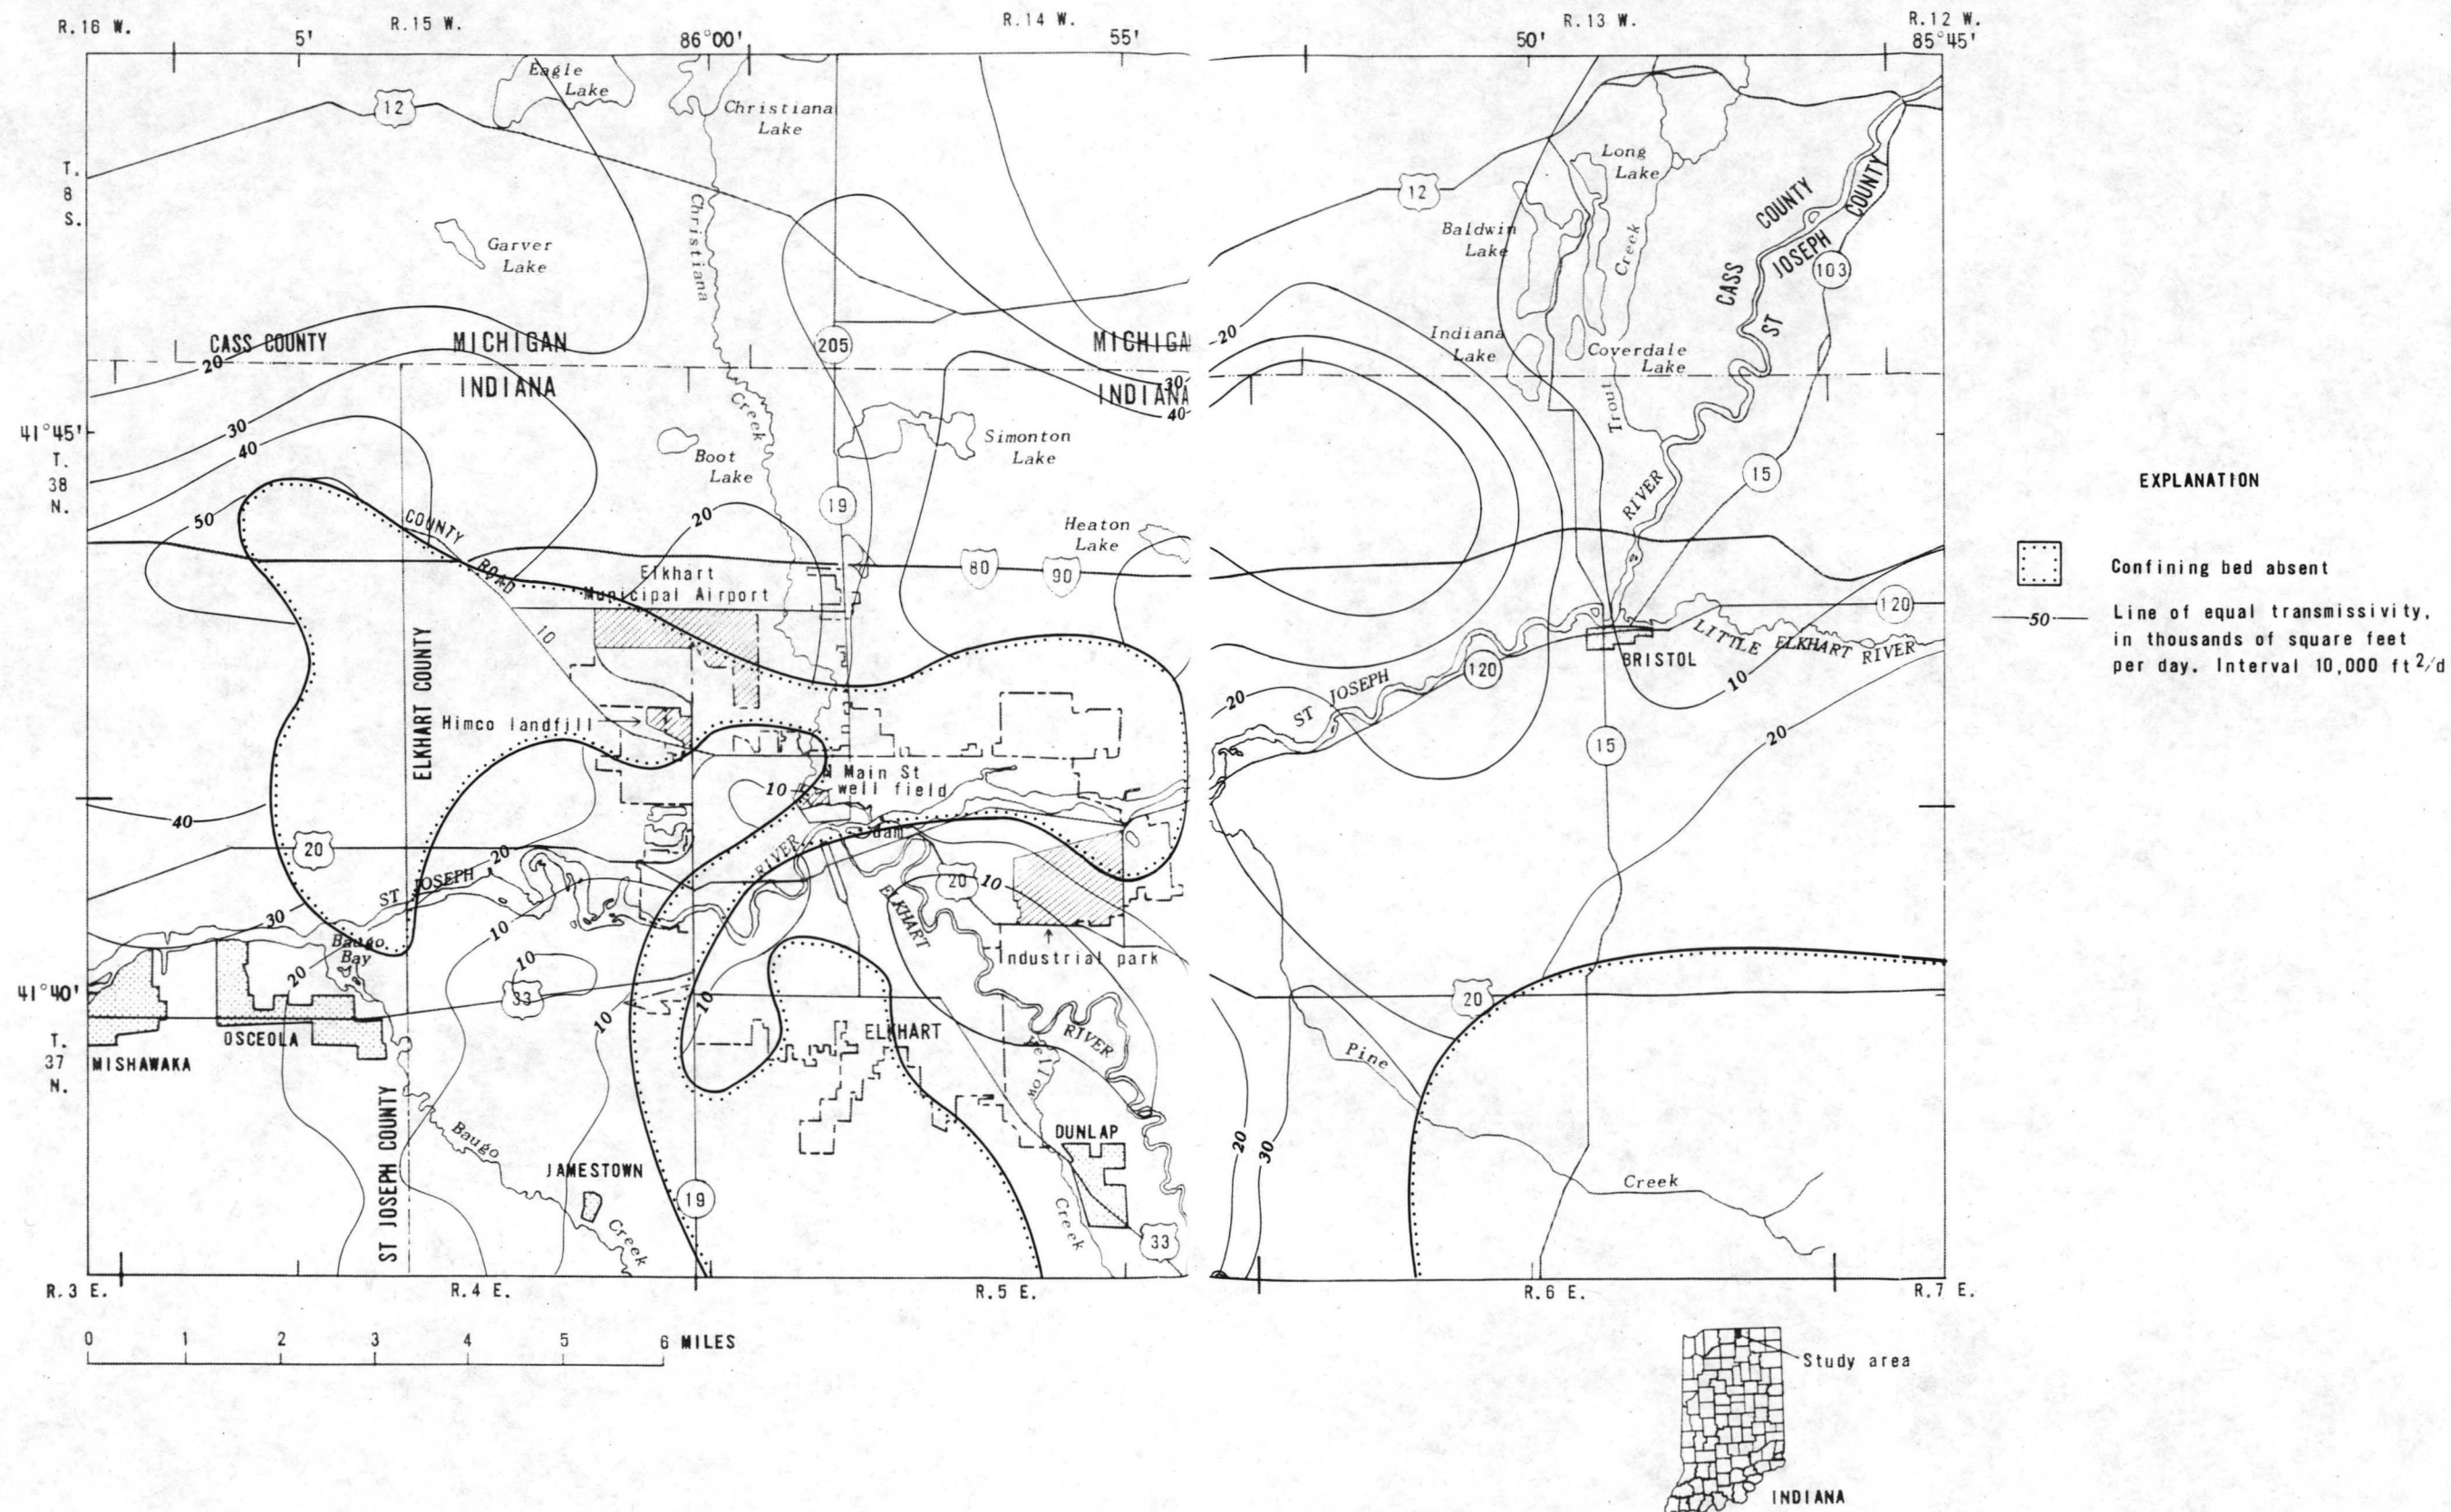 R.16 W.
R.15 W.
R.14 W.
R.13 W.
R.12 W.
5'
86°00'
55'
50'
85°45'
Eagle
Lake
12
Christiana
Lake
T.
8
S.
Garver
Lake
Christiana
Creek
12
Long
Lake
Baldwin
Lake
Creek
Trout
CASS COUNTY
ST JOSEPH COUNTY
103
Indiana
Lake
Coverdale
Lake
CASS COUNTY
MICHIGAN
INDIANA
205
MICHIGA
INDIANA
20
20
30
40
30
40
50
41°45'
T.
38
N.
Boot
Lake
Simonton
Lake
15
RIVER
19
20
Heaton
Lake
COUNTY
ROAD
10
80
90
Elkhart
Municipal Airport
120
LITTLE ELKHART RIVER
BRISTOL
120
10
20
20
ST JOSEPH
15
ELKHART COUNTY
Himco landfill
Main St
well field
10
dam
40
20
20
ST JOSEPH
RIVER
ELKHART
20
10
30
10
Baugo
Bay
20
10
33
10
10
Industrial park
20
41°40'
T.
37
N.
OSCEOLA
MISHAWAKA
ELKHART
RIVER
Yellow
Creek
Pine
Creek
20
30
ST JOSEPH COUNTY
Baugo
Creek
JAMESTOWN
19
DUNLAP
33
R.3 E.
R.4 E.
R.5 E.
R.6 E.
R.7 E.
0 1 2 3 4 5 6 MILES
EXPLANATION
Confining bed absent
50
Line of equal transmissivity,
in thousands of square feet
per day. Interval 10,000 ft²/d
Study area
INDIANA